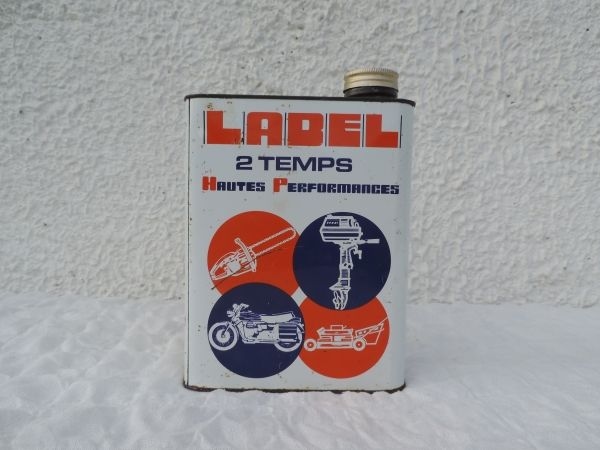 LABEL
2 TEMPS
HAUTES PERFORMANCES